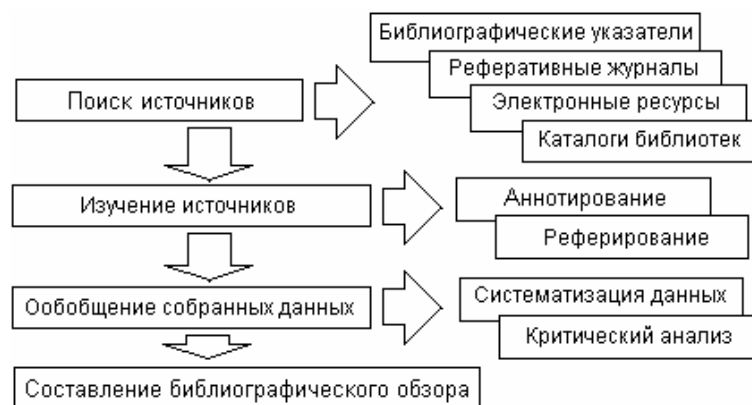 Библиографические указатели
Реферативные журналы
Поиск источников
Электронные ресурсы
Каталоги библиотек
Изучение источников
Аннотирование
Реферирование
Ообобщение собранных данных
Систематизация данных
Критический анализ
Составление библиографического обзора